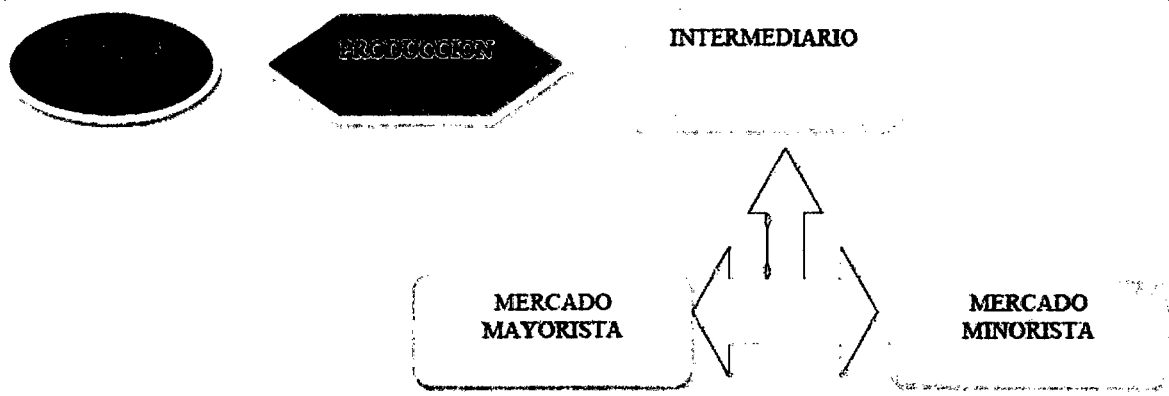 PRODUCCION
INTERMEDIARIO
MERCADO
MAYORISTA
MERCADO
MINORISTA